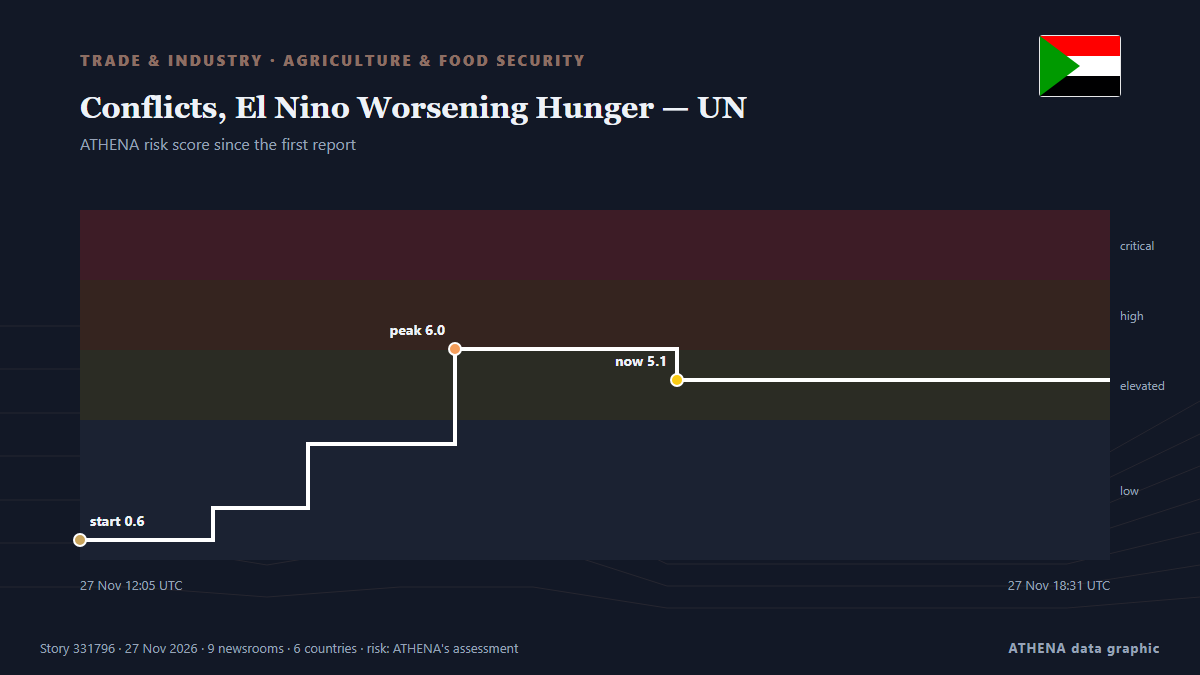 TRADE & INDUSTRY · AGRICULTURE & FOOD SECURITY
Conflicts, El Nino Worsening Hunger — UN
ATHENA risk score since the first report
critical
peak 6.0
high
now 5.1
elevated
low
start 0.6
27 Nov 12:05 UTC
27 Nov 18:31 UTC
Story 331796 · 27 Nov 2026 · 9 newsrooms · 6 countries · risk: ATHENA's assessment
ATHENA data graphic